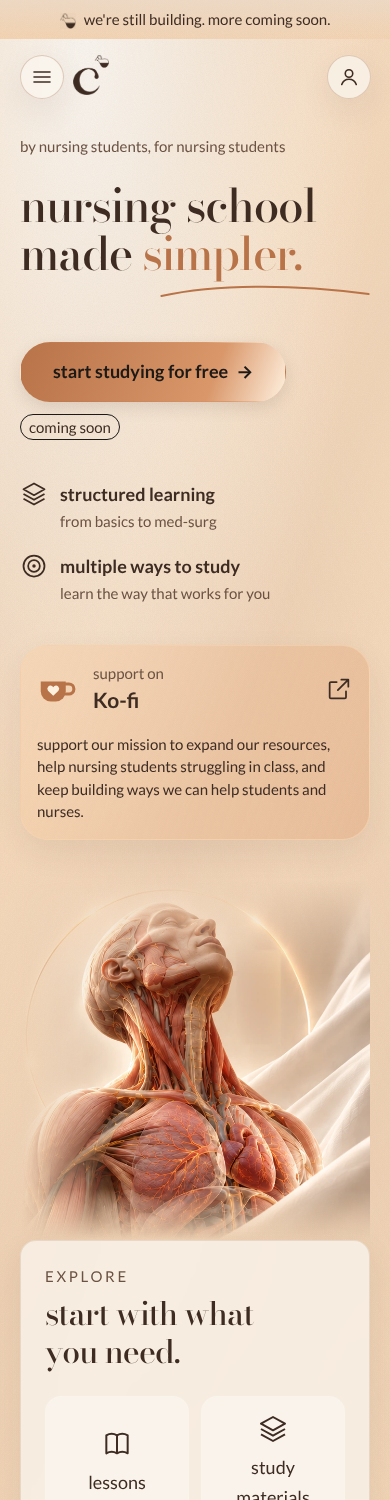 we're still building. more coming soon.
c
by nursing students, for nursing students
nursing school
made simpler.
start studying for free →
coming soon
structured learning
from basics to med-surg
multiple ways to study
learn the way that works for you
support on
Ko-fi
support our mission to expand our resources,
help nursing students struggling in class, and
keep building ways we can help students and
nurses.
EXPLORE
start with what
you need.
lessons
study
materials